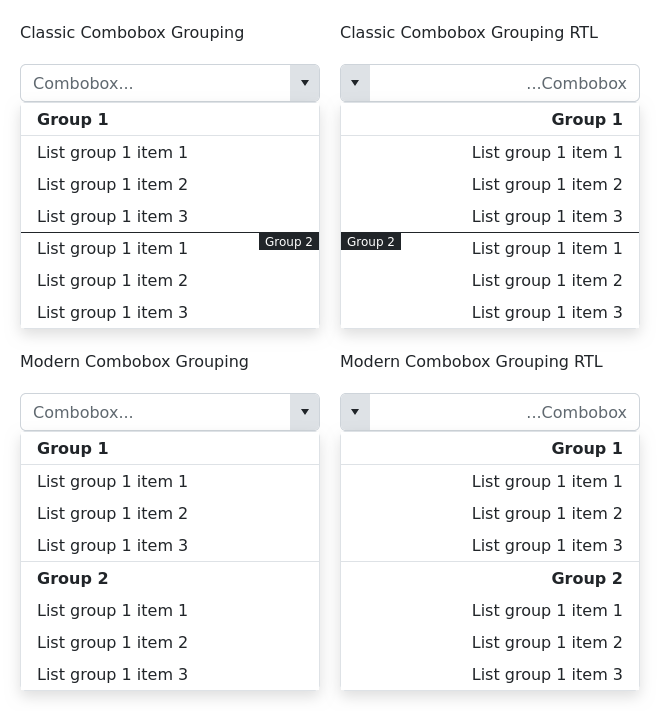 Classic Combobox Grouping
Combobox...
Group 1
List group 1 item 1
List group 1 item 2
List group 1 item 3
Group 2
List group 1 item 1
List group 1 item 2
List group 1 item 3
Classic Combobox Grouping RTL
...Combobox
Group 1
List group 1 item 1
List group 1 item 2
List group 1 item 3
Group 2
List group 1 item 1
List group 1 item 2
List group 1 item 3
Modern Combobox Grouping
Combobox...
Group 1
List group 1 item 1
List group 1 item 2
List group 1 item 3
Group 2
List group 1 item 1
List group 1 item 2
List group 1 item 3
Modern Combobox Grouping RTL
...Combobox
Group 1
List group 1 item 1
List group 1 item 2
List group 1 item 3
Group 2
List group 1 item 1
List group 1 item 2
List group 1 item 3